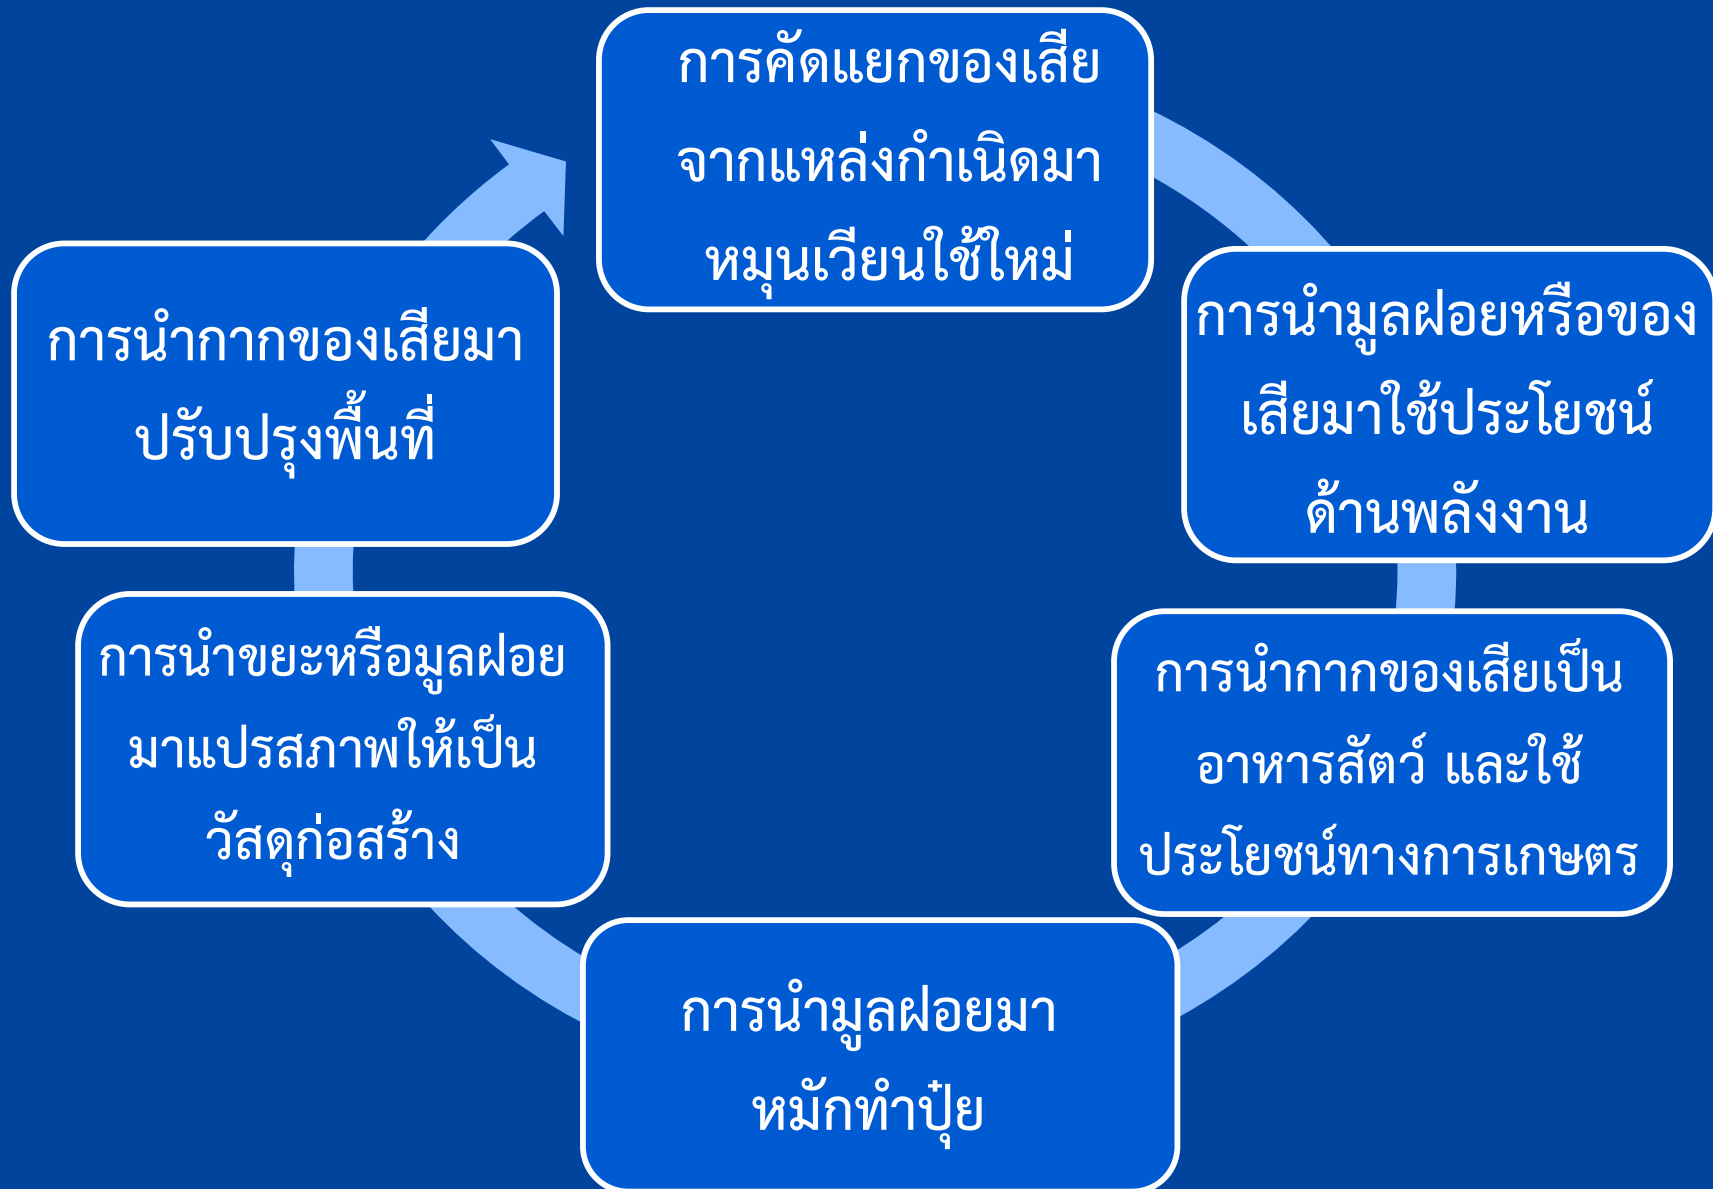 การคัดแยกของเสีย
จากแหล่งกำเนิดมา
หมุนเวียนใช้ใหม่
การนำมูลฝอยหรือของ
เสียมาใช้ประโยชน์
ด้านพลังงาน
การนำกากของเสียเป็น
อาหารสัตว์ และใช้
ประโยชน์ทางการเกษตร
การนำมูลฝอยมา
หมักทำปุ๋ย
การนำขยะหรือมูลฝอย
มาแปรสภาพให้เป็น
วัสดุก่อสร้าง
การนำกากของเสียมา
ปรับปรุงพื้นที่